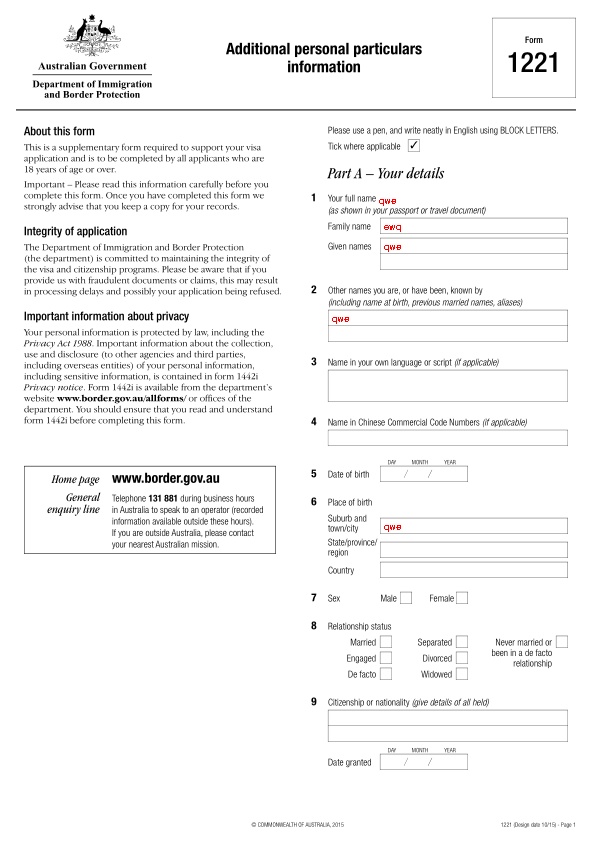 Australian Government
Department of Immigration
and Border Protection
Additional personal particulars
information
Form
1221
About this form
This is a supplementary form required to support your visa
application and is to be completed by all applicants who are
18 years of age or over.
Important – Please read this information carefully before you
complete this form. Once you have completed this form we
strongly advise that you keep a copy for your records.
Integrity of application
The Department of Immigration and Border Protection
(the department) is committed to maintaining the integrity of
the visa and citizenship programs. Please be aware that if you
provide us with fraudulent documents or claims, this may result
in processing delays and possibly your application being refused.
Important information about privacy
Your personal information is protected by law, including the
Privacy Act 1988. Important information about the collection,
use and disclosure (to other agencies and third parties,
including overseas entities) of your personal information,
including sensitive information, is contained in form 1442i
Privacy notice. Form 1442i is available from the department's
website www.border.gov.au/allforms/ or offices of the
department. You should ensure that you read and understand
form 1442i before completing this form.
Home page www.border.gov.au
General
enquiry line
Telephone 131 881 during business hours
in Australia to speak to an operator (recorded
information available outside these hours).
If you are outside Australia, please contact
your nearest Australian mission.
Please use a pen, and write neatly in English using BLOCK LETTERS.
Tick where applicable ✓
Part A – Your details
1 Your full name qwe
(as shown in your passport or travel document)
Family name ewq
Given names qwe
2 Other names you are, or have been, known by
(including name at birth, previous married names, aliases)
qwe
3 Name in your own language or script (if applicable)
4 Name in Chinese Commercial Code Numbers (if applicable)
DAY MONTH YEAR
5 Date of birth / /
6 Place of birth
Suburb and
town/city qwe
State/province/
region
Country
7 Sex Male Female
8 Relationship status
Married Separated Never married or
been in a de facto
relationship
Engaged Divorced
De facto Widowed
9 Citizenship or nationality (give details of all held)
DAY MONTH YEAR
Date granted / /
© COMMONWEALTH OF AUSTRALIA, 2015
1221 (Design date 10/15) - Page 1